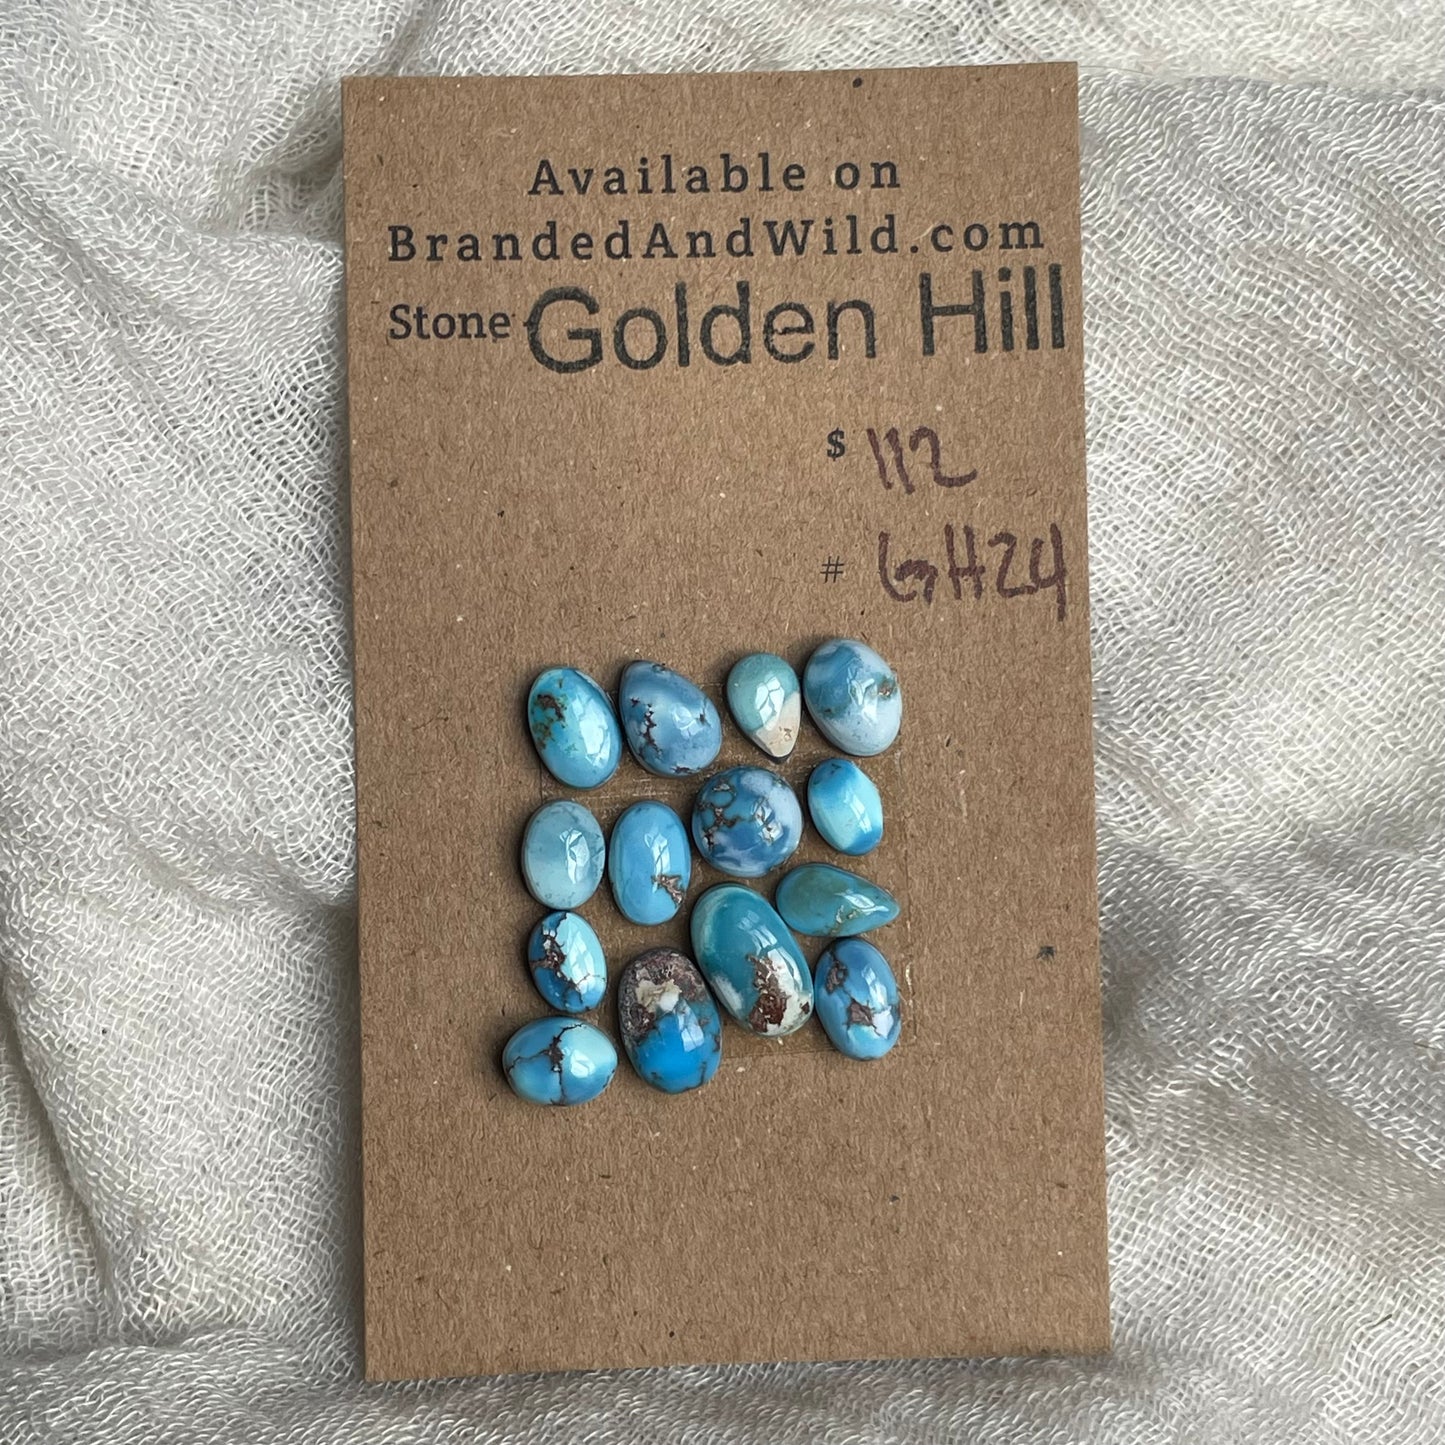 Available on
BrandedAndWild.com
Stone Golden Hill
$ 112
# GH24